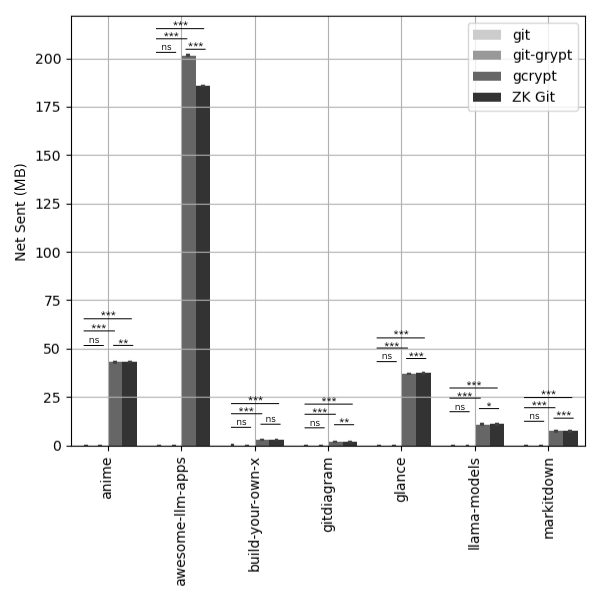 git
git-grypt
gcrypt
ZK Git
Net Sent (MB)
200
175
150
125
100
75
50
25
0
***
***
ns
**
***
***
ns
***
***
***
ns
ns
***
***
ns
**
***
***
ns
***
***
***
ns
*
***
***
ns
***
anime
awesome-llm-apps
build-your-own-x
gitdiagram
glance
llama-models
markitdown